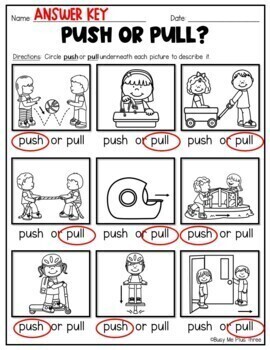 Name ANSWER KEY Date
PUSH OR PULL?
Directions: Circle push or pull underneath each picture to describe it.
push or pull push or pull push or pull
push or pull push or pull push or pull
push or pull push or pull push or pull
©Busy Me Plus Three